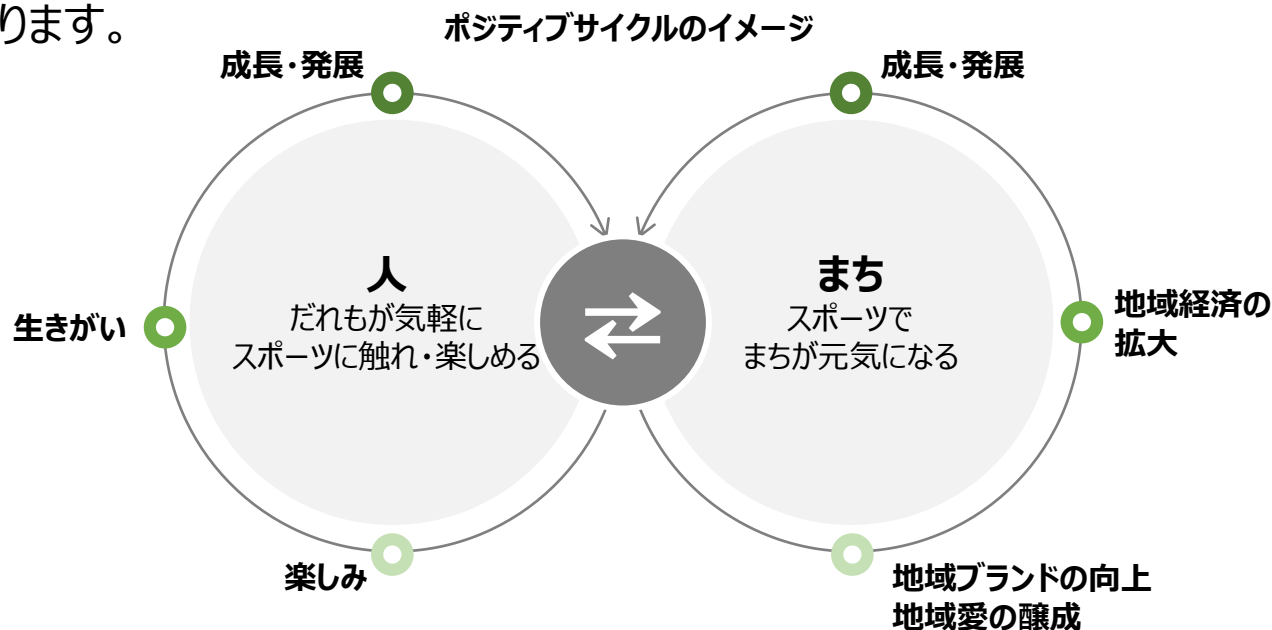 ります。
ポジティブサイクルのイメージ
成長・発展
成長・発展
人
だれもが気軽に
スポーツに触れ・楽しめる
まち
スポーツで
まちが元気になる
生きがい
地域経済の
拡大
楽しみ
地域ブランドの向上
地域愛の醸成